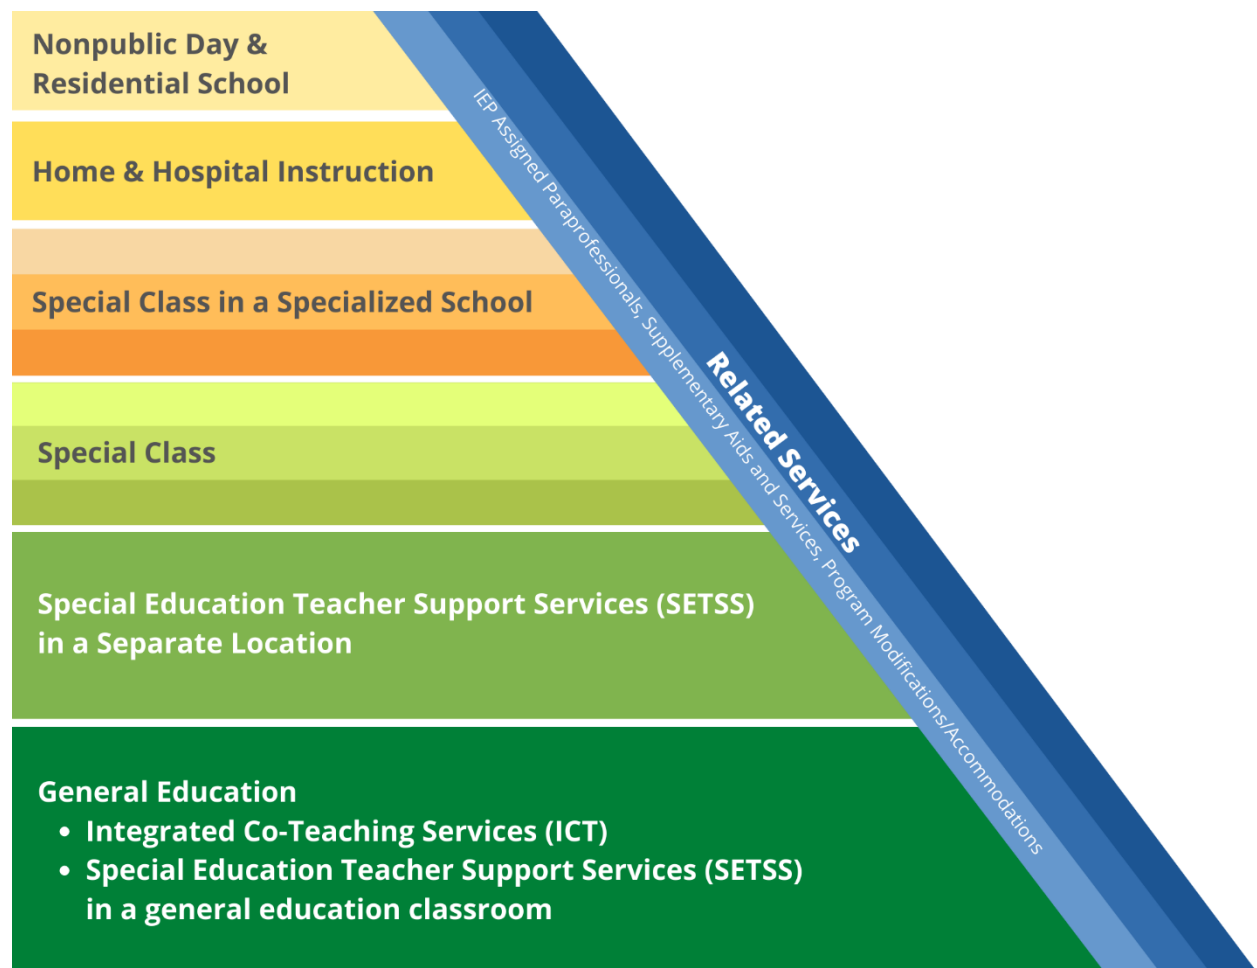 Nonpublic Day &
Residential School
Home & Hospital Instruction
Special Class in a Specialized School
Special Class
Special Education Teacher Support Services (SETSS)
in a Separate Location
General Education
• Integrated Co-Teaching Services (ICT)
• Special Education Teacher Support Services (SETSS)
in a general education classroom
Related Services
IEP Assigned Paraprofessionals, Supplementary Aids and Services, Program Modifications/Accommodations